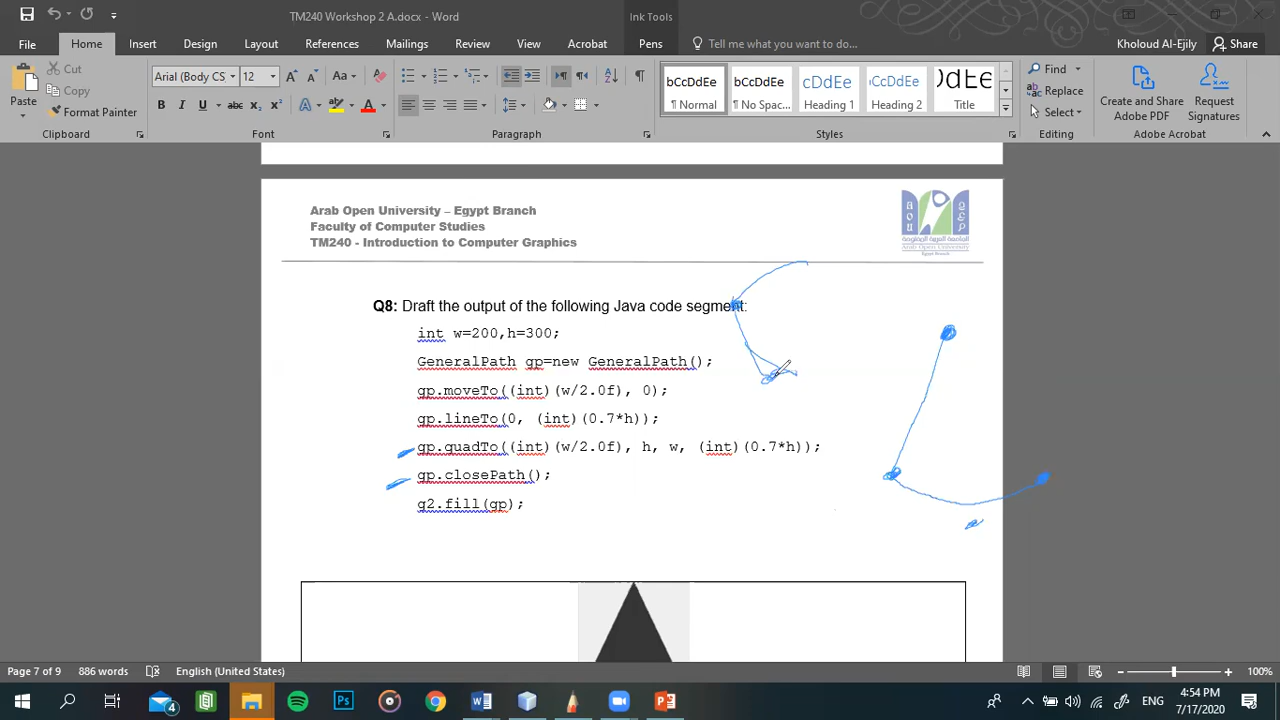 TM240 Workshop 2 A.docx - Word
Ink Tools
File Home Insert Design Layout References Mailings Review View Acrobat Pens Tell me what you want to do...
Kholoud Al-Ejily Share
Paste
Cut
Copy
Format Painter
Clipboard
Arial (Body CS 12
Font
Paragraph
bCcDdEe bCcDdEe cDdEe bCcDdEe DdEe
¶ Normal ¶ No Spac... Heading 1 Heading 2 Title
Styles
Find
Replace
Select
Editing
Create and Share Adobe PDF
Request Signatures
Adobe Acrobat
Arab Open University – Egypt Branch
Faculty of Computer Studies
TM240 - Introduction to Computer Graphics
Egypt Branch
Q8: Draft the output of the following Java code segment:
int w=200,h=300;
GeneralPath gp=new GeneralPath();
gp.moveTo((int)(w/2.0f), 0);
gp.lineTo(0, (int)(0.7*h));
gp.quadTo((int)(w/2.0f), h, w, (int)(0.7*h));
gp.closePath();
g2.fill(gp);
Page 7 of 9 886 words English (United States) 100%
4 ENG
4:54 PM
7/17/2020